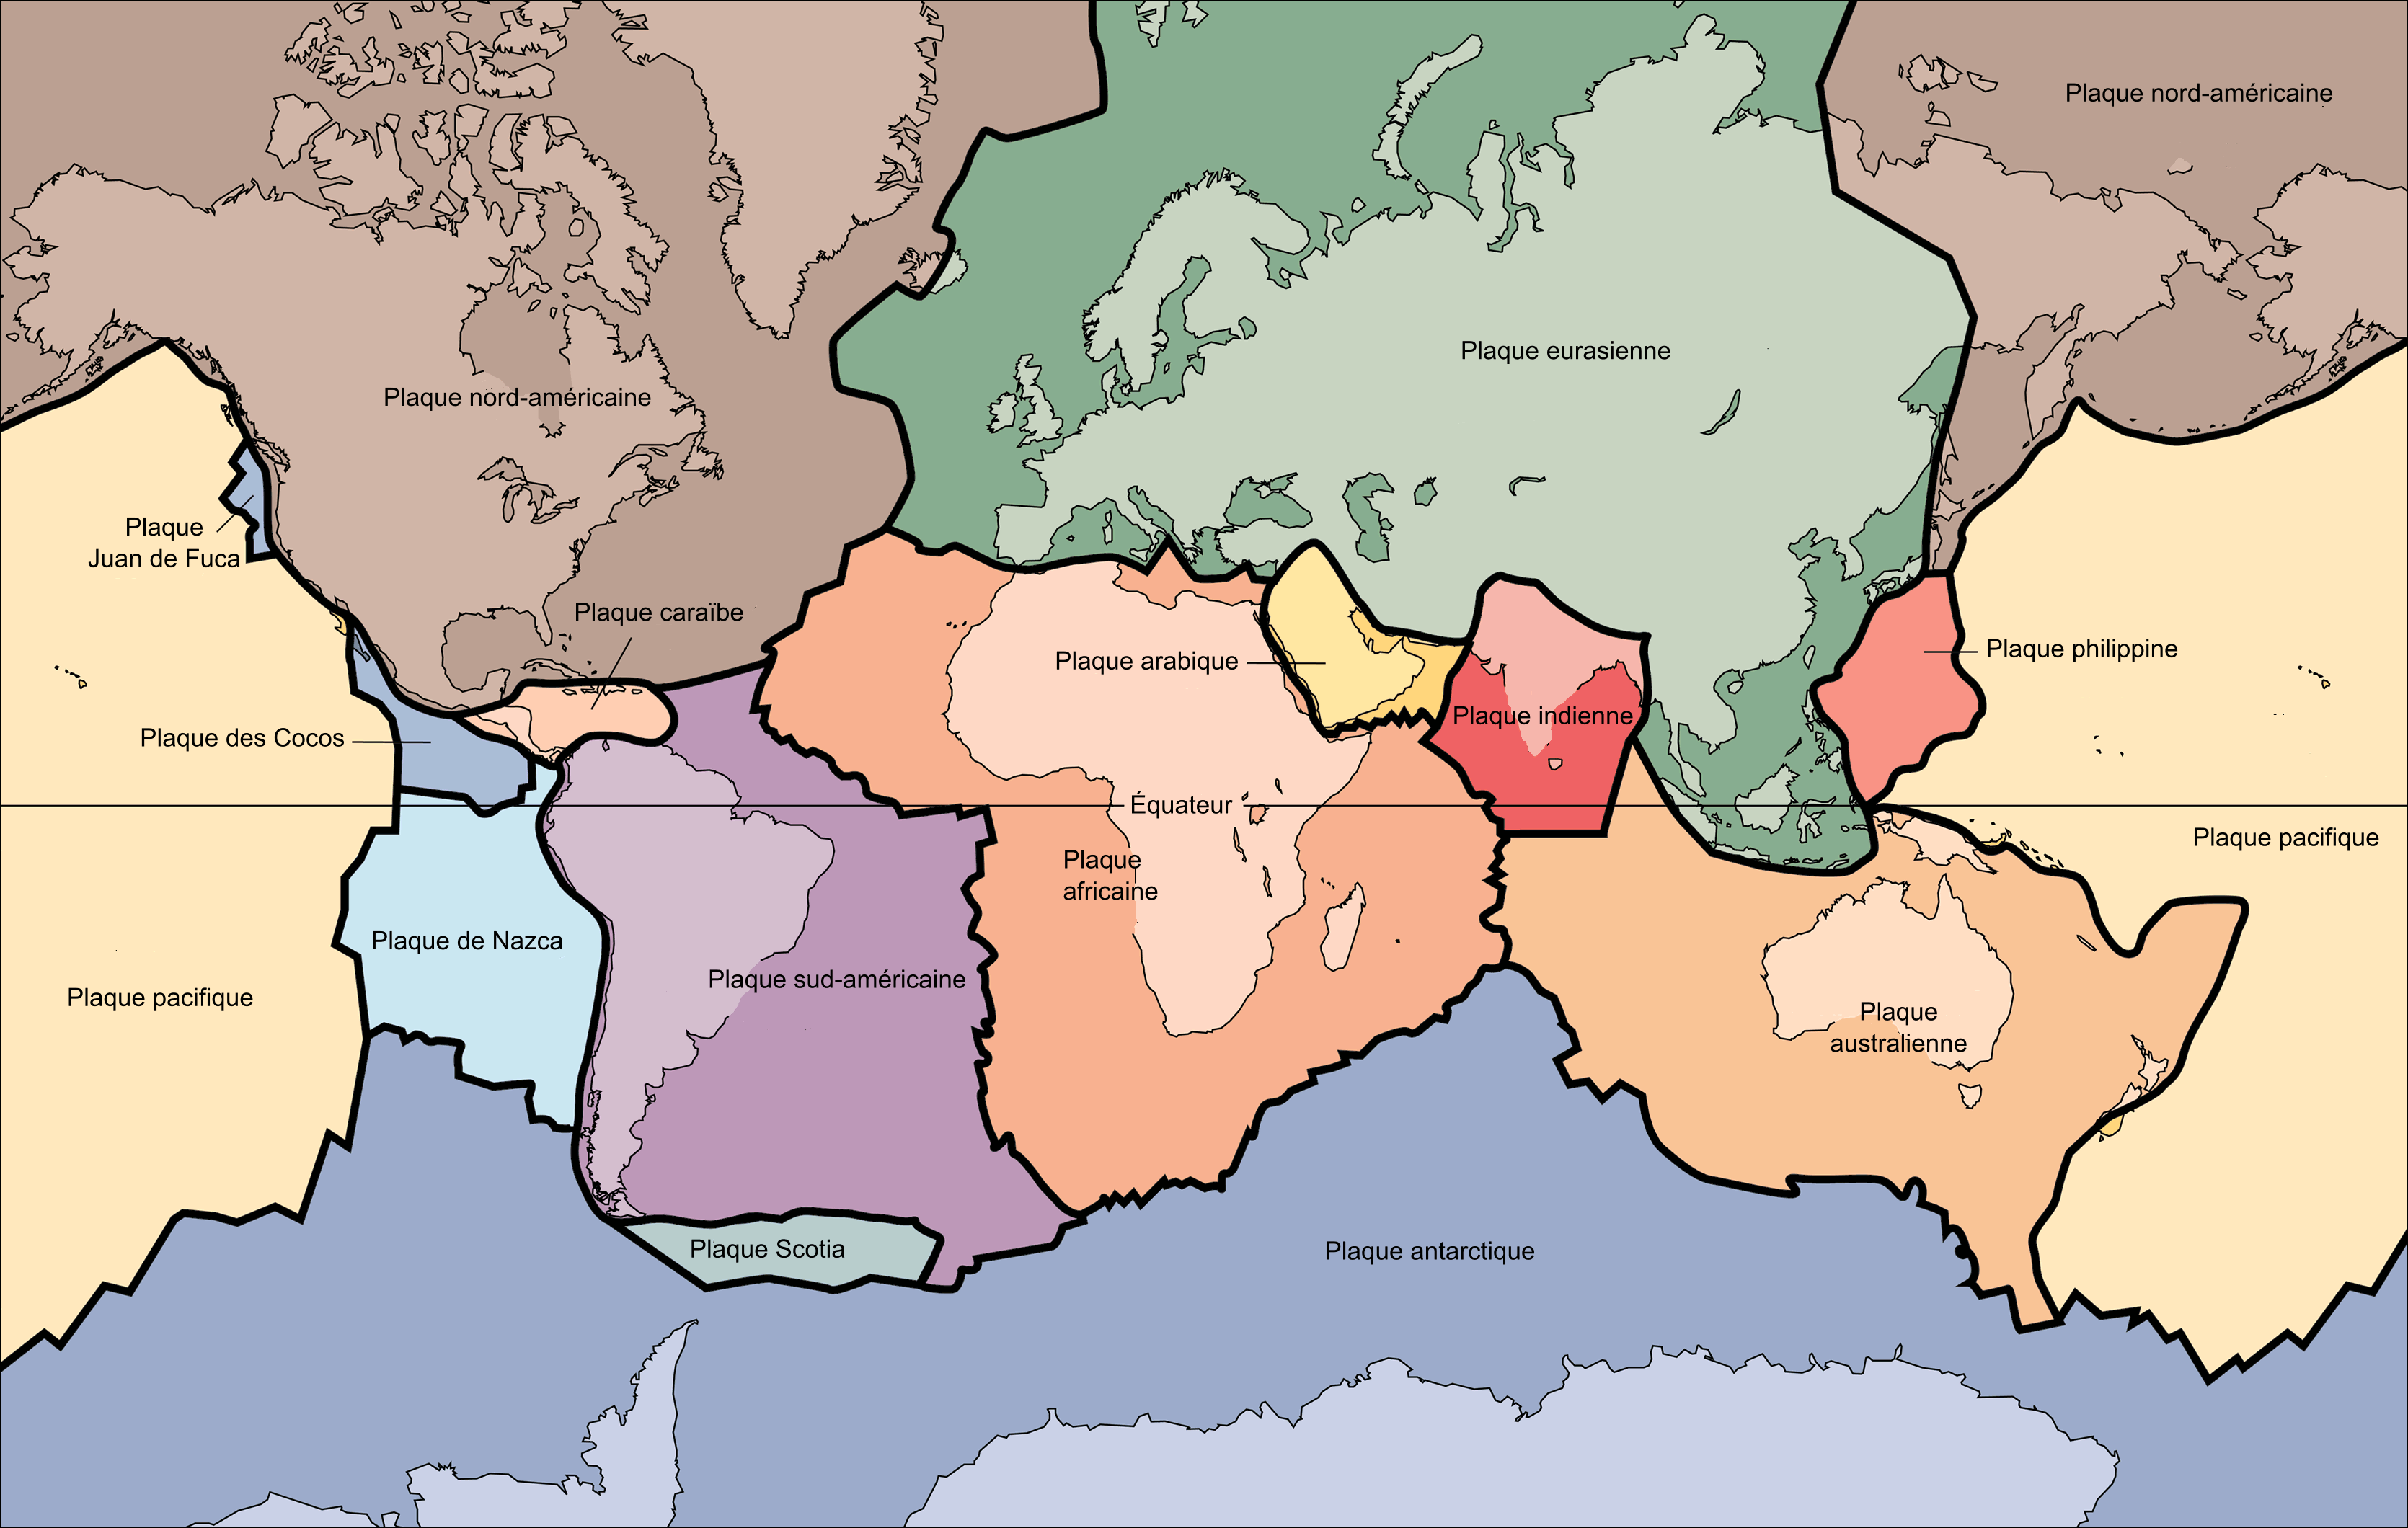 Plaque nord-américaine
Plaque eurasienne
Plaque nord-américaine
Plaque
Juan de Fuca
Plaque caraïbe
Plaque arabique
Plaque philippine
Plaque indienne
Plaque des Cocos
Équateur
Plaque pacifique
Plaque
africaine
Plaque de Nazca
Plaque sud-américaine
Plaque pacifique
Plaque
australienne
Plaque Scotia
Plaque antarctique